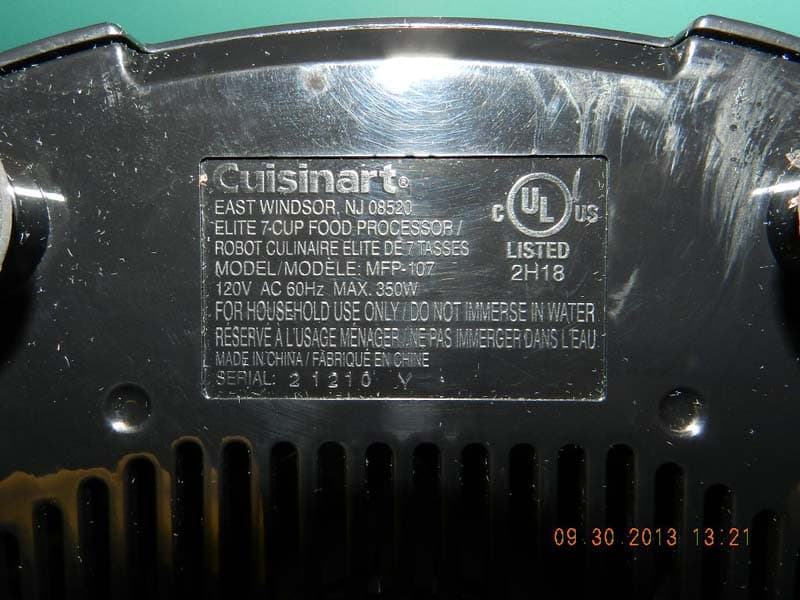 Cuisinart®
EAST WINDSOR, NJ 08520
ELITE 7-CUP FOOD PROCESSOR /
ROBOT CULINAIRE ELITE DE 7 TASSES
MODEL/MODÈLE: MFP-107
120V AC 60Hz MAX. 350W
C UL US
LISTED
2H18
FOR HOUSEHOLD USE ONLY / DO NOT IMMERSE IN WATER
RÉSERVÉ À L'USAGE MÉNAGER / NE PAS IMMERGER DANS L'EAU
MADE IN CHINA / FABRIQUÉ EN CHINE
SERIAL: 21210 Y
09.30.2013 13:21